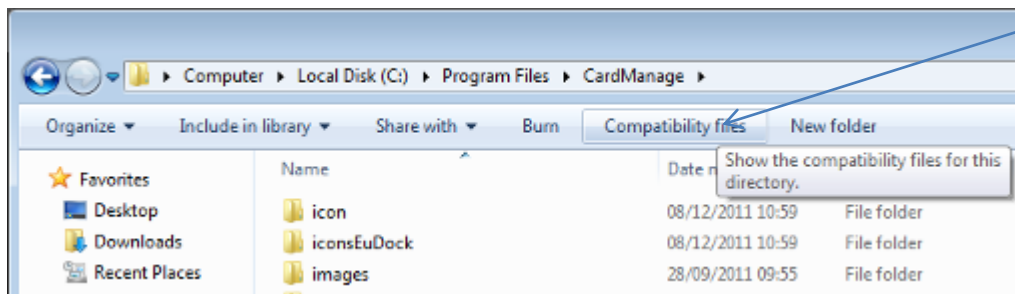 Computer ▸ Local Disk (C:) ▸ Program Files ▸ CardManage ▸
Organize ▾ Include in library ▾ Share with ▾ Burn Compatibility files New folder
Show the compatibility files for this
directory.
Favorites
Name
Desktop
icon 08/12/2011 10:59 File folder
Downloads
iconsEuDock 08/12/2011 10:59 File folder
Recent Places
images 28/09/2011 09:55 File folder